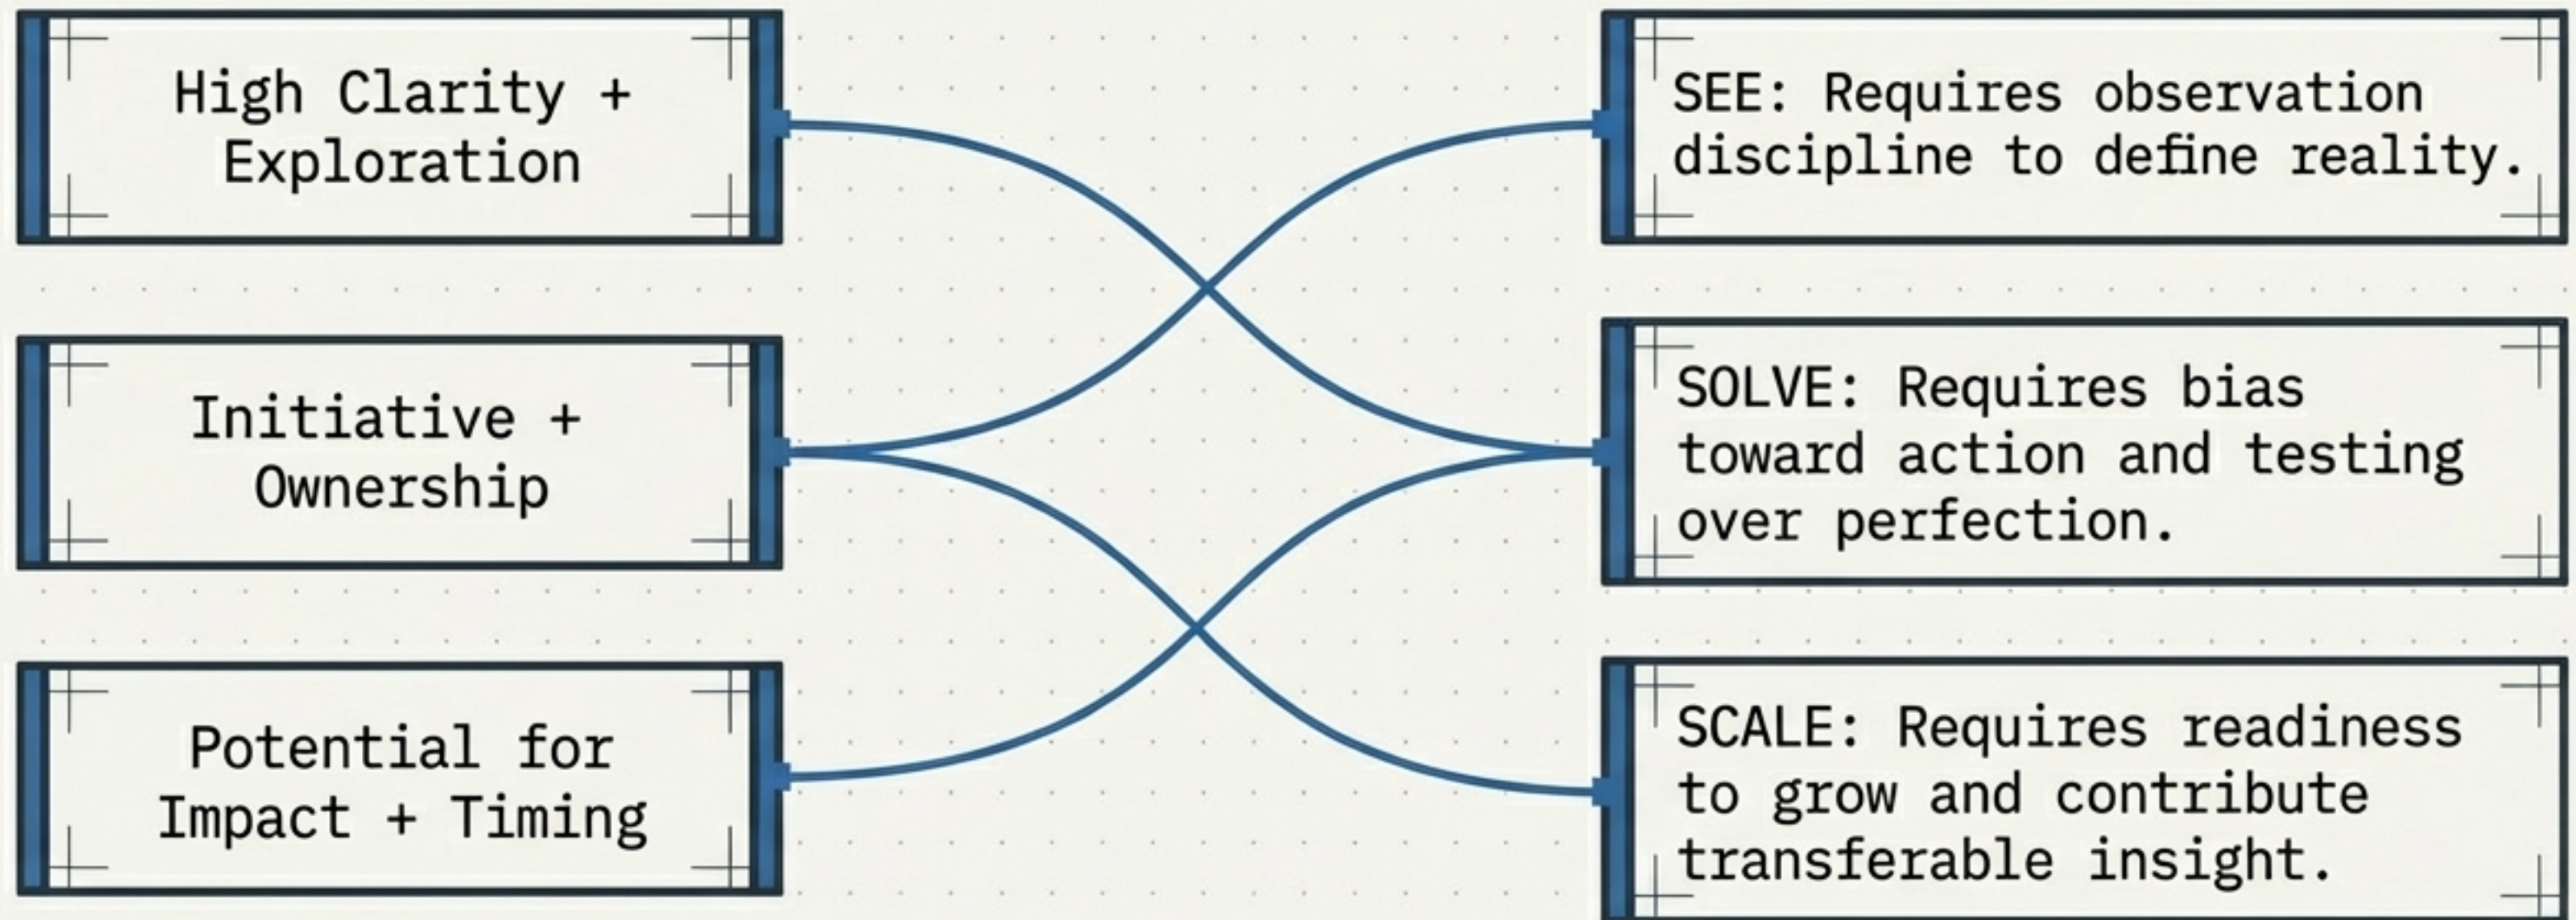 High Clarity +
Exploration
Initiative +
Ownership
Potential for
Impact + Timing
SEE: Requires observation
discipline to define reality.
SOLVE: Requires bias
toward action and testing
over perfection.
SCALE: Requires readiness
to grow and contribute
transferable insight.